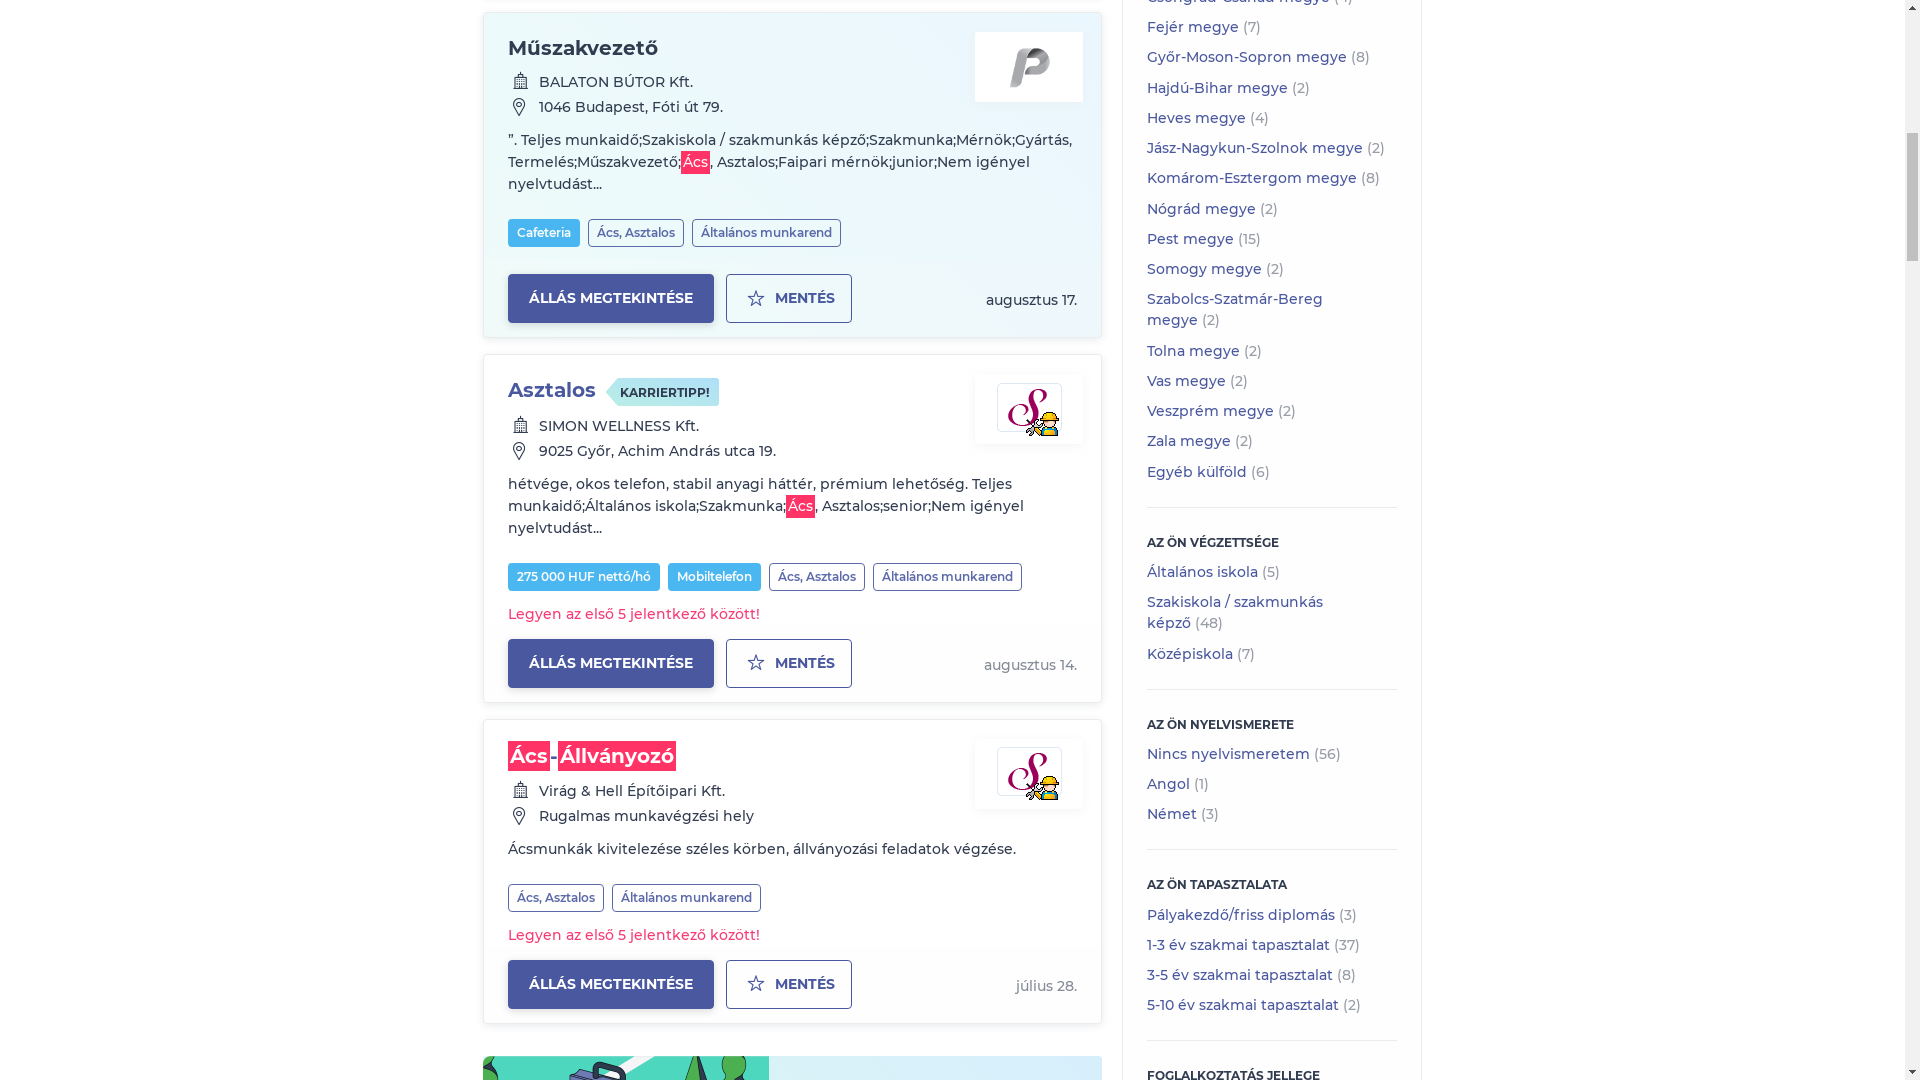 Műszakvezető
BALATON BÚTOR Kft.
1046 Budapest, Fóti út 79.
”. Teljes munkaidő;Szakiskola / szakmunkás képző;Szakmunka;Mérnök;Gyártás,
Termelés;Műszakvezető;Ács, Asztalos;Faipari mérnök;junior;Nem igényel
nyelvtudást...
Cafeteria
Ács, Asztalos
Általános munkarend
ÁLLÁS MEGTEKINTÉSE
MENTÉS
augusztus 17.
Asztalos
KARRIERTIPP!
SIMON WELLNESS Kft.
9025 Győr, Achim András utca 19.
hétvége, okos telefon, stabil anyagi háttér, prémium lehetőség. Teljes
munkaidő;Általános iskola;Szakmunka;Ács, Asztalos;senior;Nem igényel
nyelvtudást...
275 000 HUF nettó/hó
Mobiltelefon
Ács, Asztalos
Általános munkarend
Legyen az első 5 jelentkező között!
ÁLLÁS MEGTEKINTÉSE
MENTÉS
augusztus 14.
Ács-Állványozó
Virág & Hell Építőipari Kft.
Rugalmas munkavégzési hely
Ácsmunkák kivitelezése széles körben, állványozási feladatok végzése.
Ács, Asztalos
Általános munkarend
Legyen az első 5 jelentkező között!
ÁLLÁS MEGTEKINTÉSE
MENTÉS
július 28.
Fejér megye (7)
Győr-Moson-Sopron megye (8)
Hajdú-Bihar megye (2)
Heves megye (4)
Jász-Nagykun-Szolnok megye (2)
Komárom-Esztergom megye (8)
Nógrád megye (2)
Pest megye (15)
Somogy megye (2)
Szabolcs-Szatmár-Bereg
megye (2)
Tolna megye (2)
Vas megye (2)
Veszprém megye (2)
Zala megye (2)
Egyéb külföld (6)
AZ ÖN VÉGZETTSÉGE
Általános iskola (5)
Szakiskola / szakmunkás
képző (48)
Középiskola (7)
AZ ÖN NYELVISMERETE
Nincs nyelvismeretem (56)
Angol (1)
Német (3)
AZ ÖN TAPASZTALATA
Pályakezdő/friss diplomás (3)
1-3 év szakmai tapasztalat (37)
3-5 év szakmai tapasztalat (8)
5-10 év szakmai tapasztalat (2)
FOGLALKOZTATÁS JELLEGE